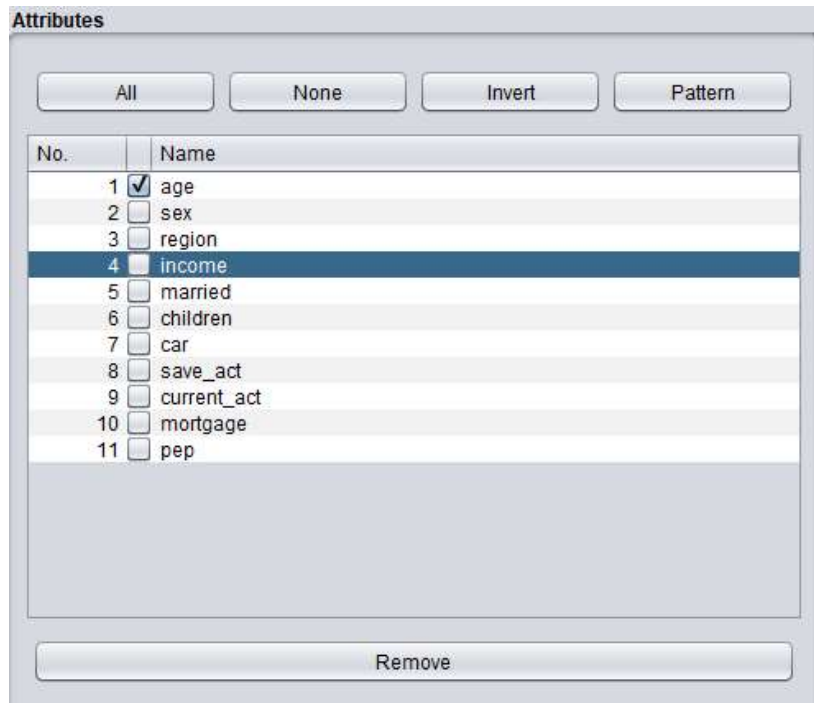 Attributes
All None Invert Pattern
No. Name
1 age
2 sex
3 region
4 income
5 married
6 children
7 car
8 save_act
9 current_act
10 mortgage
11 pep
Remove